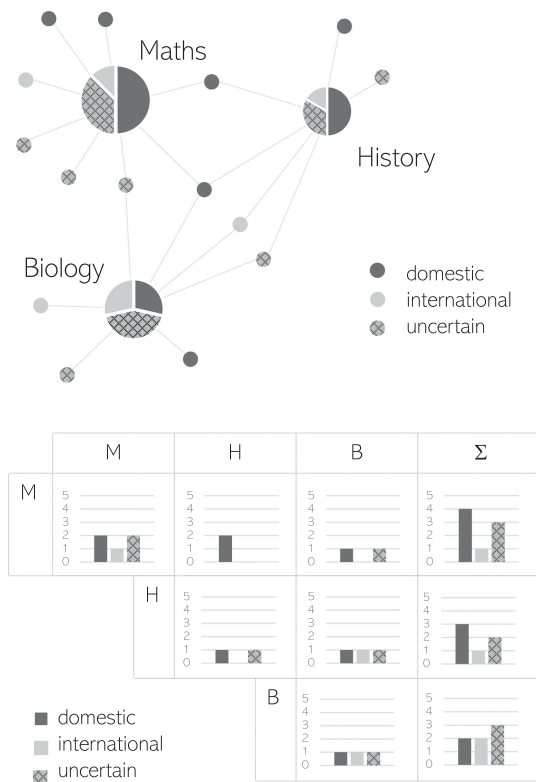 Maths
History
Biology
domestic
international
uncertain
M H B Σ
M
5 5 5 5
4 4 4 4
3 3 3 3
2 2 2 2
1 1 1 1
0 0 0 0
H
5 5 5
4 4 4
3 3 3
2 2 2
1 1 1
0 0 0
B
5 5
4 4
3 3
2 2
1 1
0 0
domestic
international
uncertain